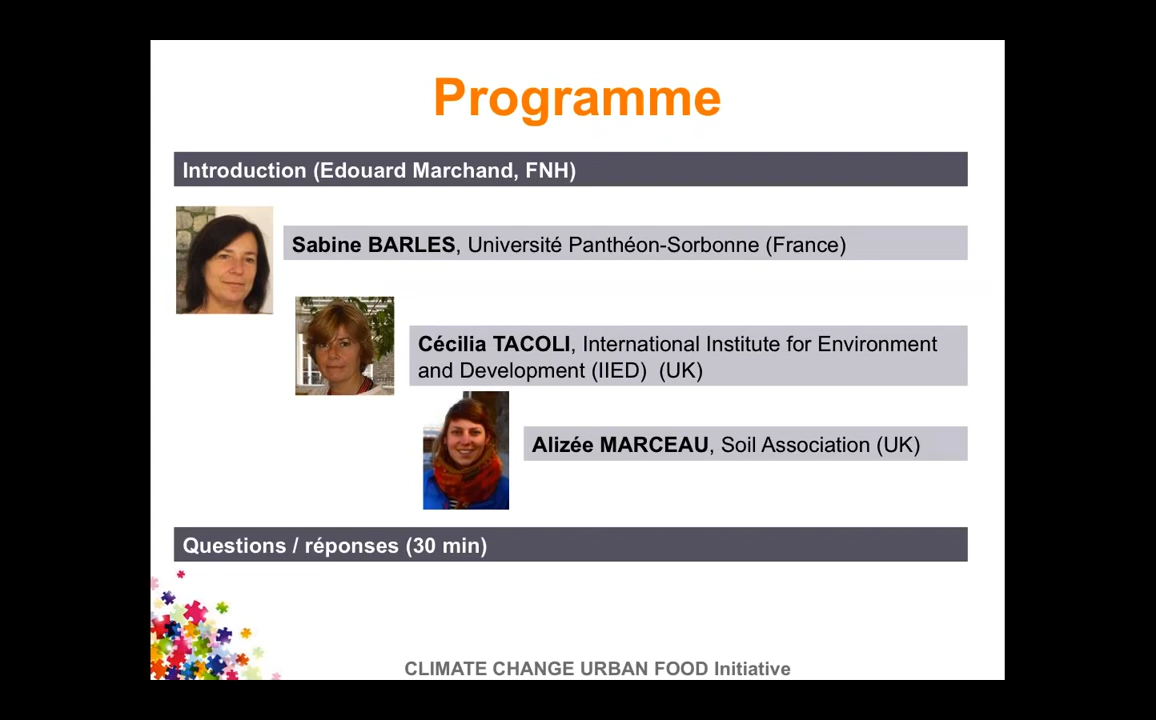 Programme
Introduction (Edouard Marchand, FNH)
Sabine BARLES, Université Panthéon-Sorbonne (France)
Cécilia TACOLI, International Institute for Environment
and Development (IIED) (UK)
Alizée MARCEAU, Soil Association (UK)
Questions / réponses (30 min)
CLIMATE CHANGE URBAN FOOD Initiative